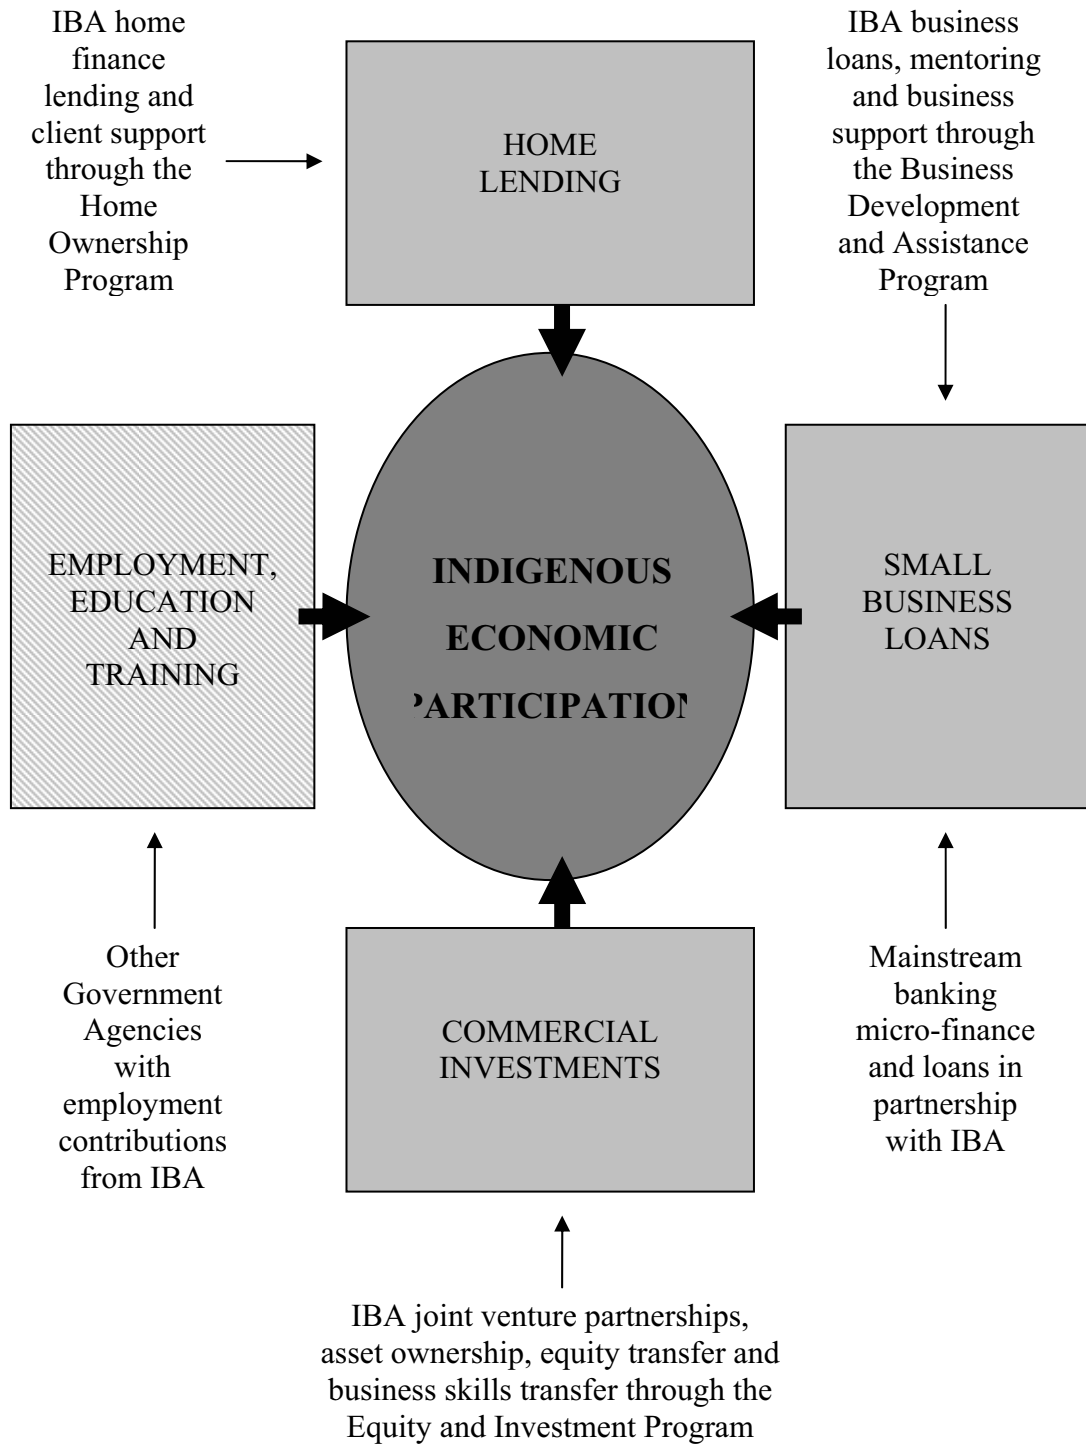 IBA home
finance
lending and
client support
through the
Home
Ownership
Program
HOME
LENDING
IBA business
loans, mentoring
and business
support through
the Business
Development
and Assistance
Program
EMPLOYMENT,
EDUCATION
AND
TRAINING
INDIGENOUS
ECONOMIC
PARTICIPATION
SMALL
BUSINESS
LOANS
Other
Government
Agencies
with
employment
contributions
from IBA
COMMERCIAL
INVESTMENTS
Mainstream
banking
micro-finance
and loans in
partnership
with IBA
IBA joint venture partnerships,
asset ownership, equity transfer and
business skills transfer through the
Equity and Investment Program